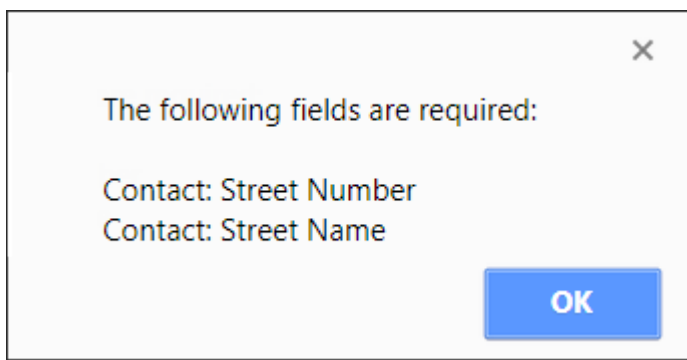 The following fields are required:
Contact: Street Number
Contact: Street Name
OK